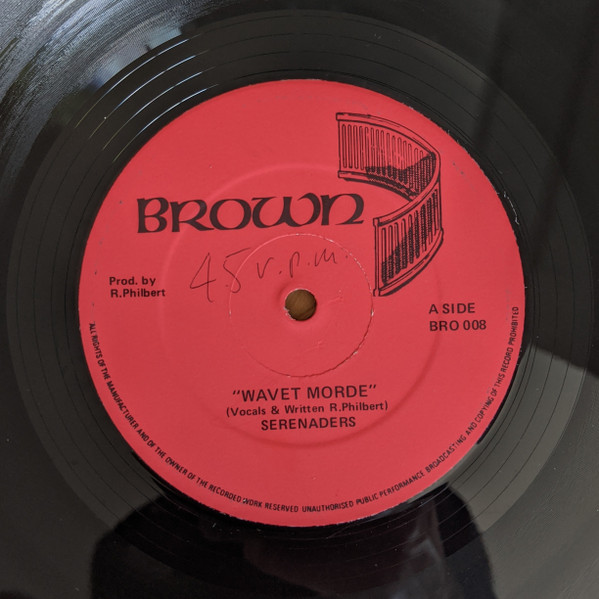 BROWN
45 r.p.m.
Prod. by
R.Philbert
A SIDE
BRO 008
"WAVET MORDE"
(Vocals & Written R.Philbert)
SERENADERS
ALL RIGHTS OF THE MANUFACTURER AND OF THE OWNER OF THE RECORDED WORK RESERVED UNAUTHORISED PUBLIC PERFORMANCE BROADCASTING AND COPYING OF THIS RECORD PROHIBITED